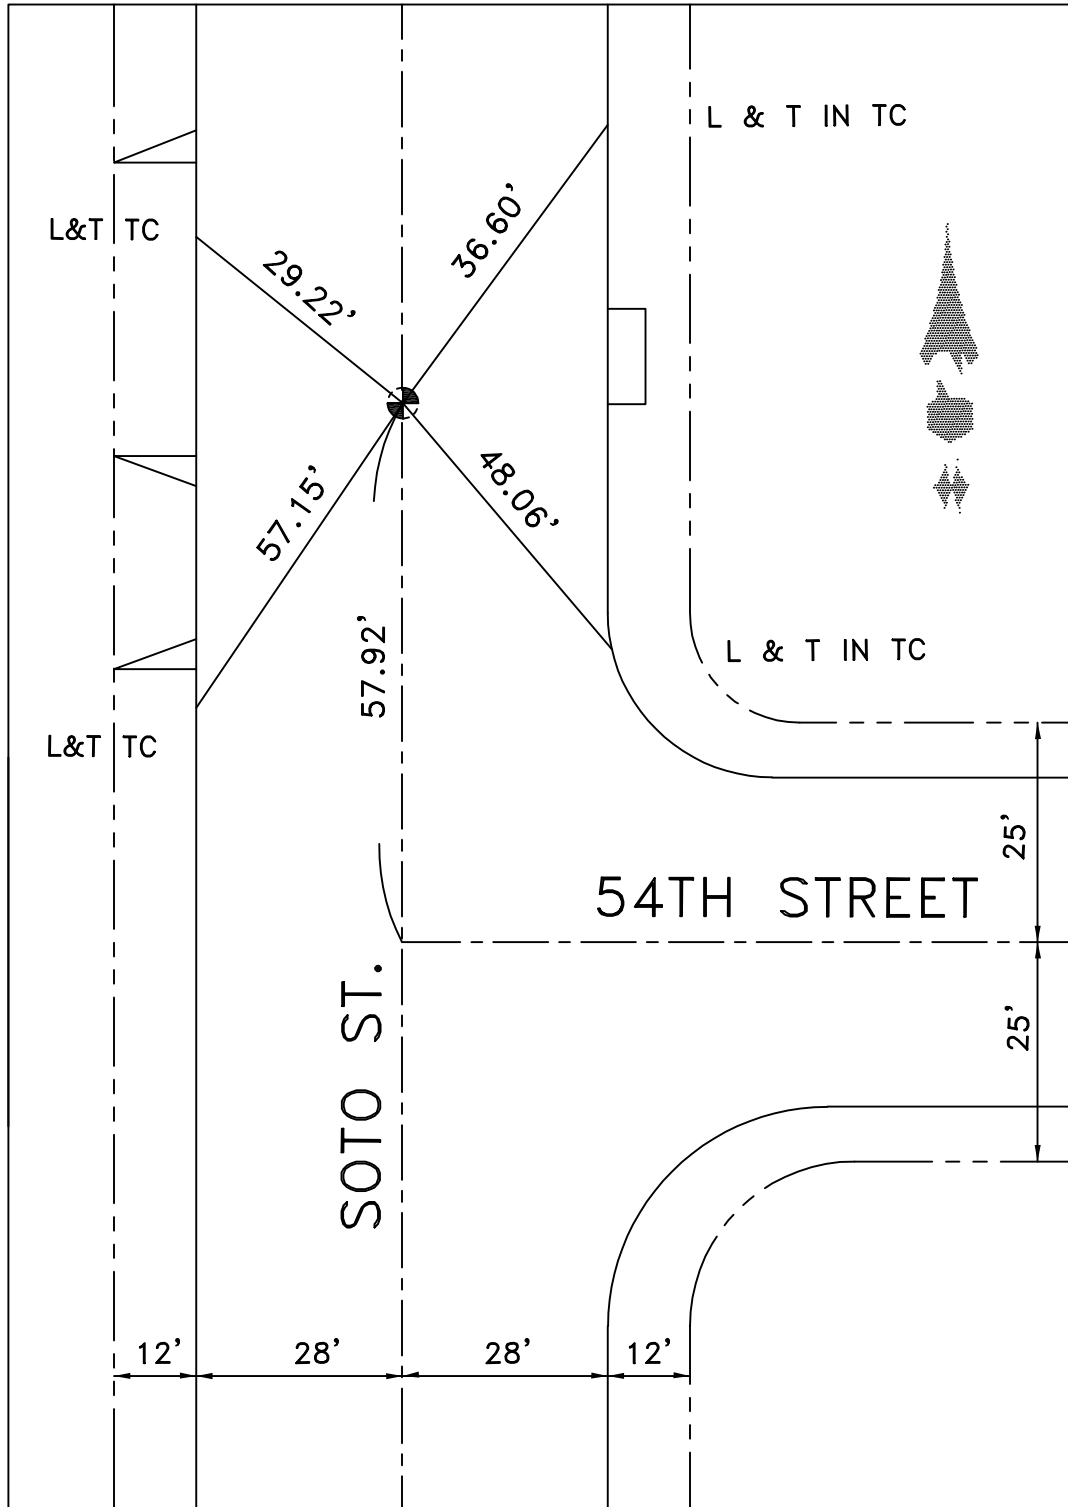 L & T IN TC
L&T TC
36.60'
29.22'
57.15'
48.06'
57.92'
L & T IN TC
L&T TC
25'
54TH STREET
SOTO ST.
25'
12'
28'
28'
12'